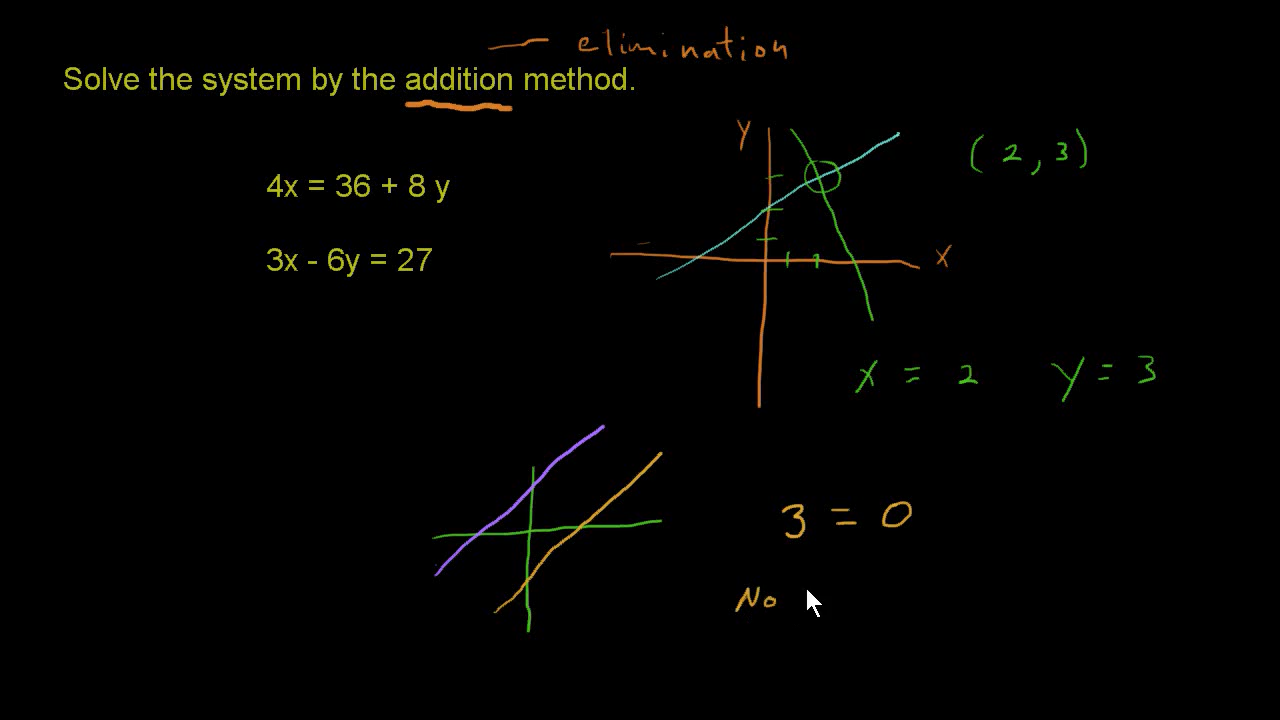 — elimination
Solve the system by the addition method.
y
(2, 3)
4x = 36 + 8 y
3x - 6y = 27
x
x = 2 y = 3
3 = 0
No